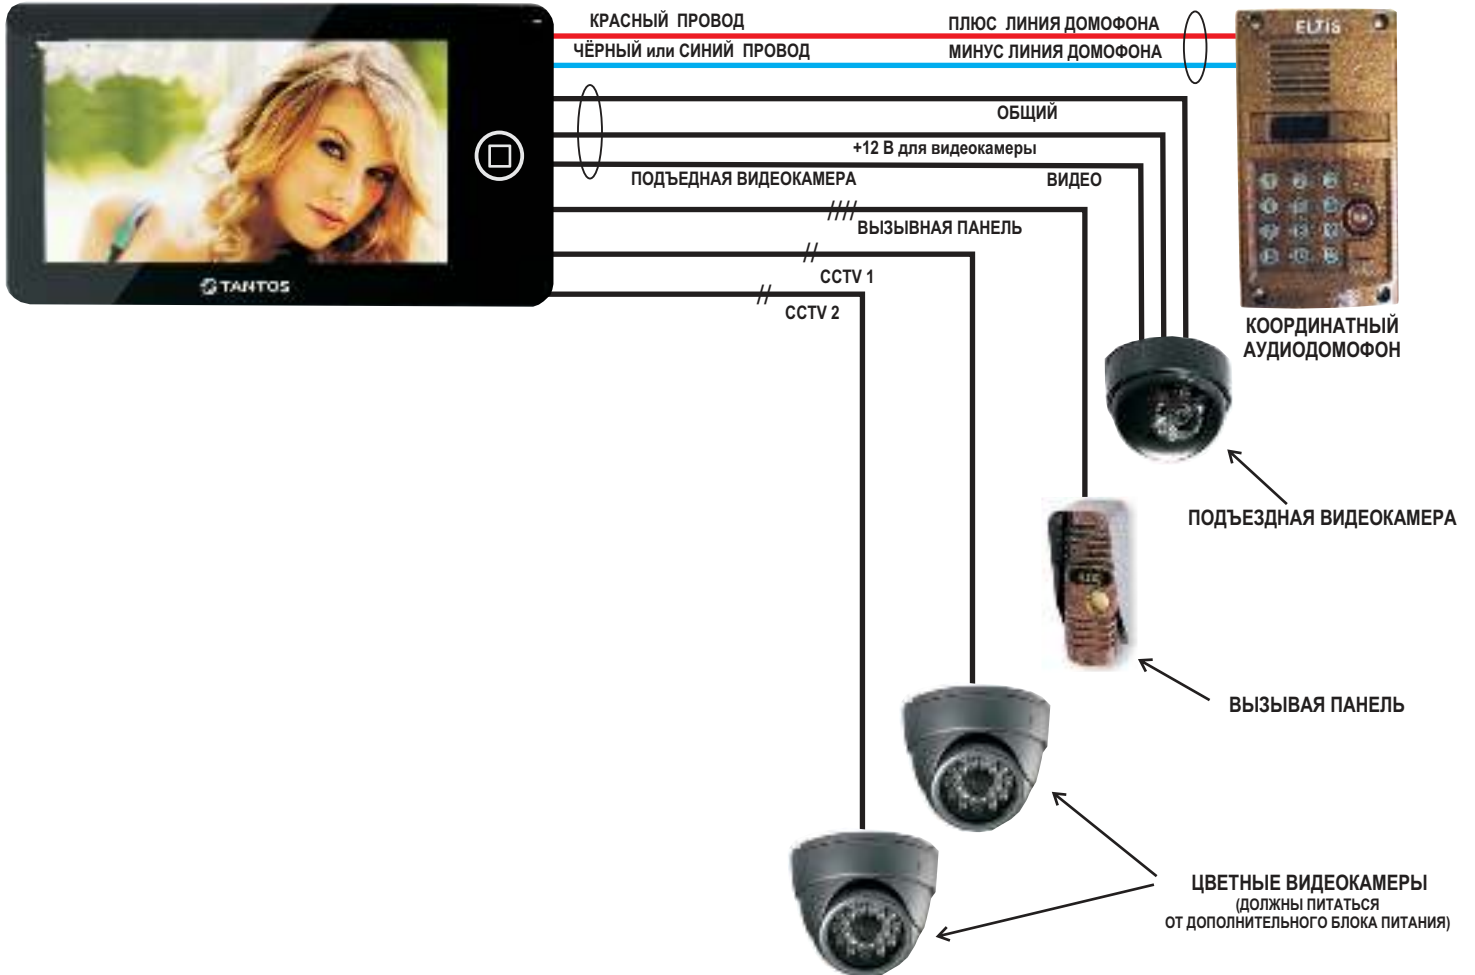 КРАСНЫЙ ПРОВОД
ПЛЮС ЛИНИЯ ДОМОФОНА
ЧЁРНЫЙ или СИНИЙ ПРОВОД
МИНУС ЛИНИЯ ДОМОФОНА
ELTIS
ОБЩИЙ
+12 В для видеокамеры
ПОДЪЕДНАЯ ВИДЕОКАМЕРА
ВИДЕО
ВЫЗЫВНАЯ ПАНЕЛЬ
CCTV 1
TANTOS
CCTV 2
КООРДИНАТНЫЙ
АУДИОДОМОФОН
ПОДЪЕЗДНАЯ ВИДЕОКАМЕРА
ВЫЗЫВАЯ ПАНЕЛЬ
ЦВЕТНЫЕ ВИДЕОКАМЕРЫ
(ДОЛЖНЫ ПИТАТЬСЯ
ОТ ДОПОЛНИТЕЛЬНОГО БЛОКА ПИТАНИЯ)